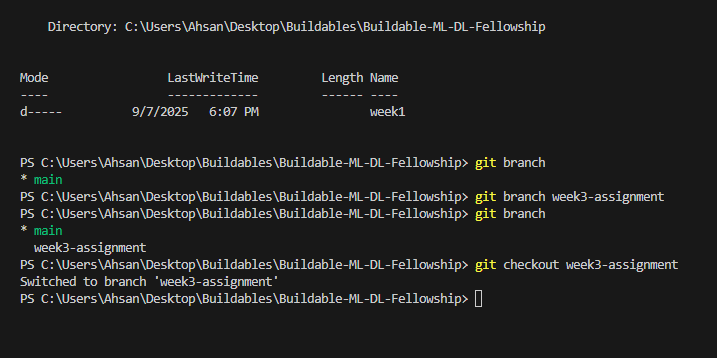 Directory: C:\Users\Ahsan\Desktop\Buildables\Buildable-ML-DL-Fellowship
Mode                 LastWriteTime         Length Name
----                 -------------         ------ ----
d-----          9/7/2025   6:07 PM                week1
PS C:\Users\Ahsan\Desktop\Buildables\Buildable-ML-DL-Fellowship> git branch
* main
PS C:\Users\Ahsan\Desktop\Buildables\Buildable-ML-DL-Fellowship> git branch week3-assignment
PS C:\Users\Ahsan\Desktop\Buildables\Buildable-ML-DL-Fellowship> git branch
* main
  week3-assignment
PS C:\Users\Ahsan\Desktop\Buildables\Buildable-ML-DL-Fellowship> git checkout week3-assignment
Switched to branch 'week3-assignment'
PS C:\Users\Ahsan\Desktop\Buildables\Buildable-ML-DL-Fellowship>